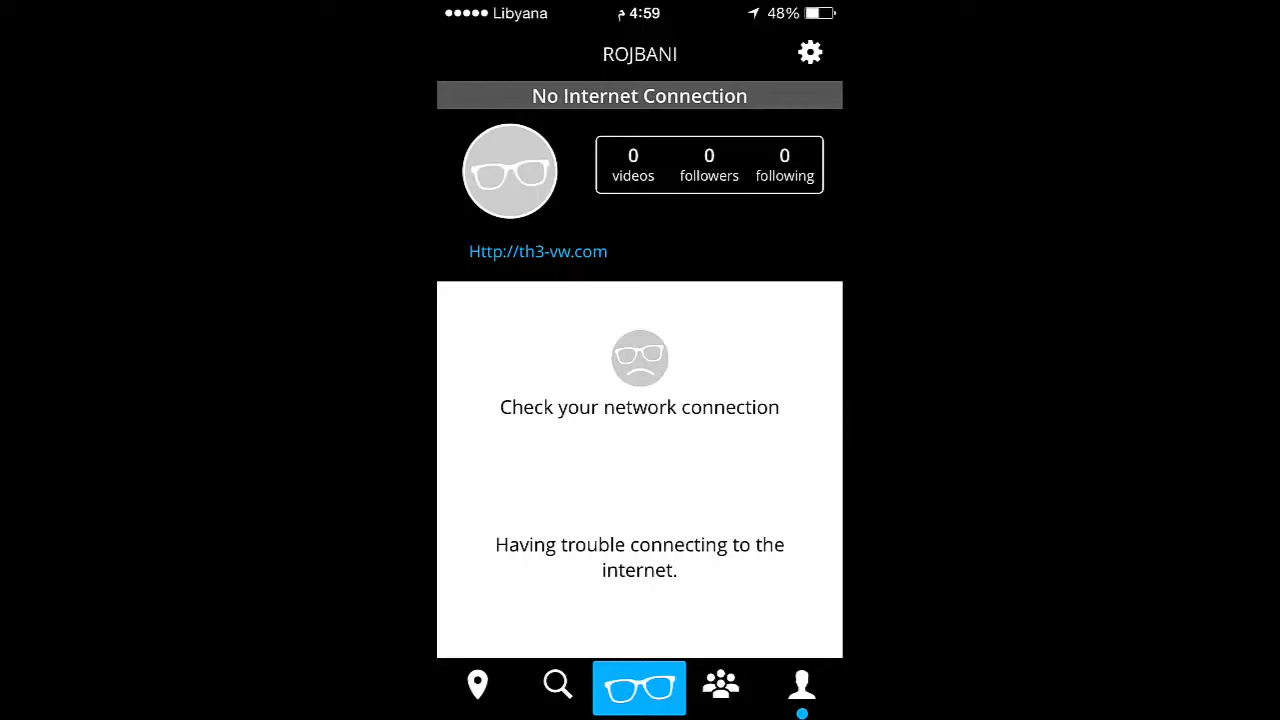 Libyana
م 4:59
48%
ROJBANI
No Internet Connection
0 0 0
videos followers following
Http://th3-vw.com
Check your network connection
Having trouble connecting to the
internet.